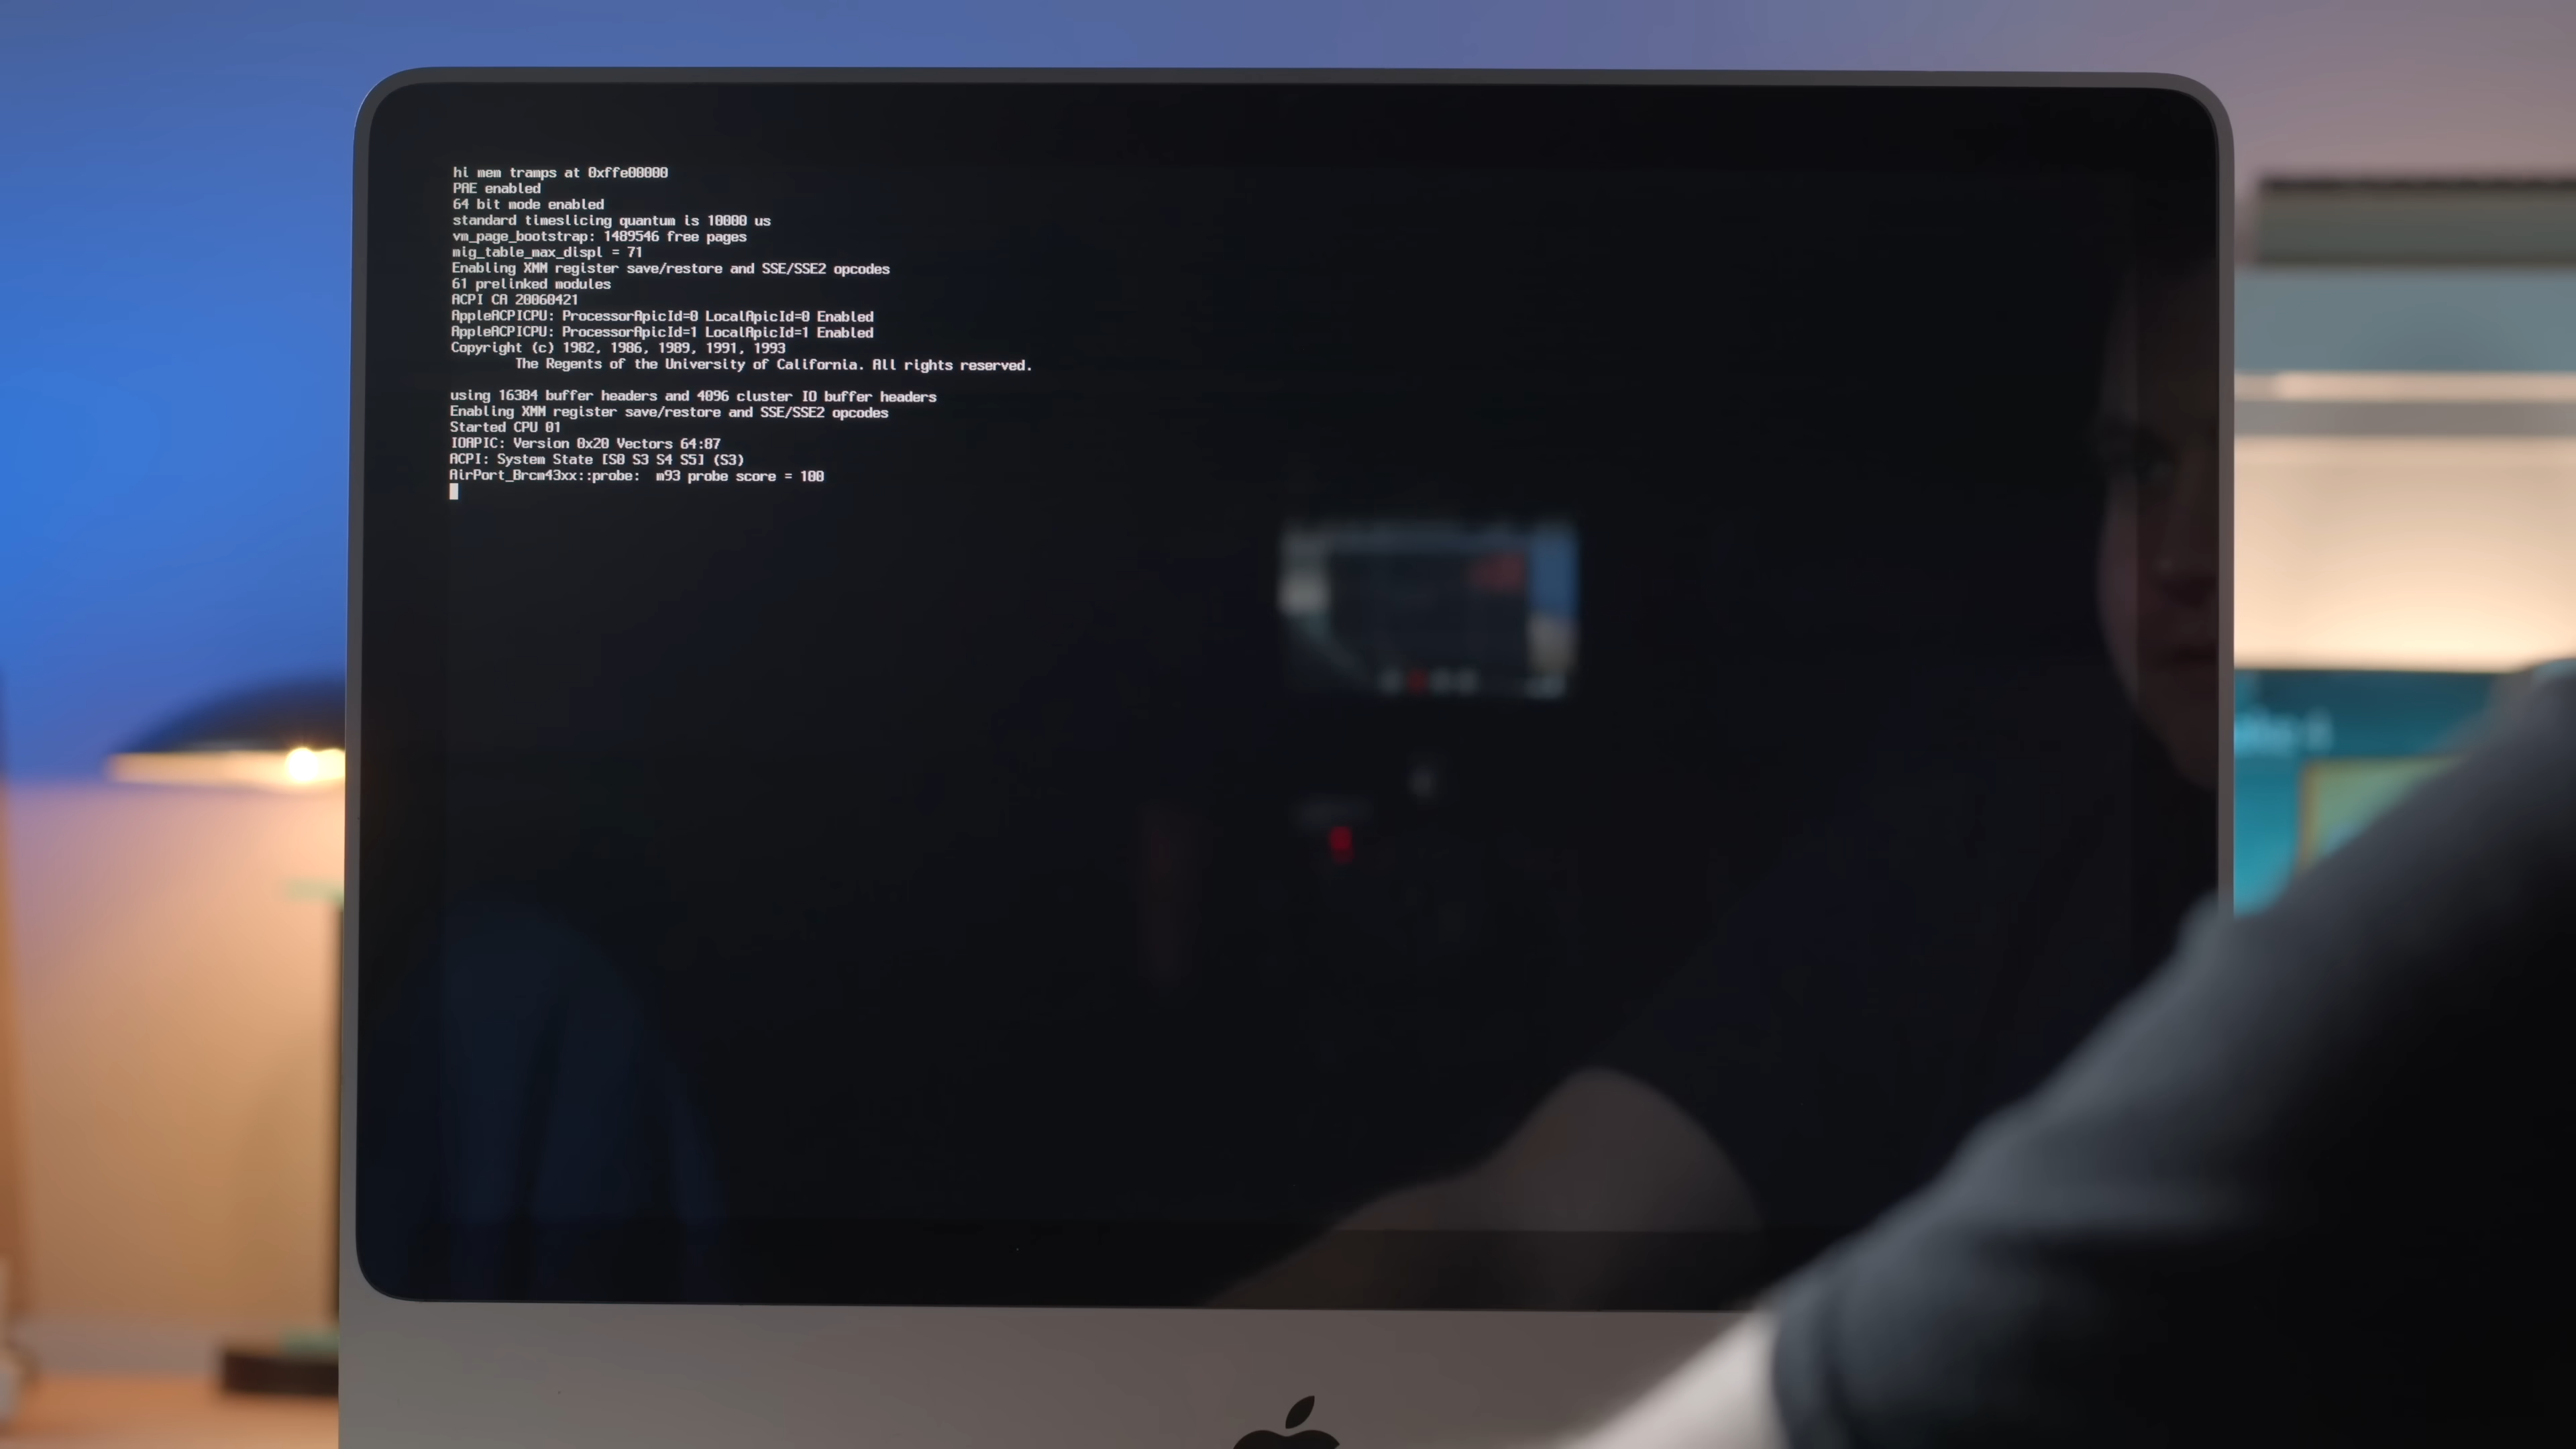 hi mem tramps at 0xffe00000
PAE enabled
64 bit mode enabled
standard timeslicing quantum is 10000 us
vm_page_bootstrap: 1489546 free pages
mig_table_max_displ = 71
Enabling XMM register save/restore and SSE/SSE2 opcodes
61 prelinked modules
ACPI CA 20060421
AppleACPICPU: ProcessorApicId=0 LocalApicId=0 Enabled
AppleACPICPU: ProcessorApicId=1 LocalApicId=1 Enabled
Copyright (c) 1982, 1986, 1989, 1991, 1993
The Regents of the University of California. All rights reserved.
using 16384 buffer headers and 4096 cluster IO buffer headers
Enabling XMM register save/restore and SSE/SSE2 opcodes
Started CPU 01
IOAPIC: Version 0x20 Vectors 64:87
ACPI: System State [S0 S3 S4 S5] (S3)
AirPort_Brcm43xx::probe: m93 probe score = 100